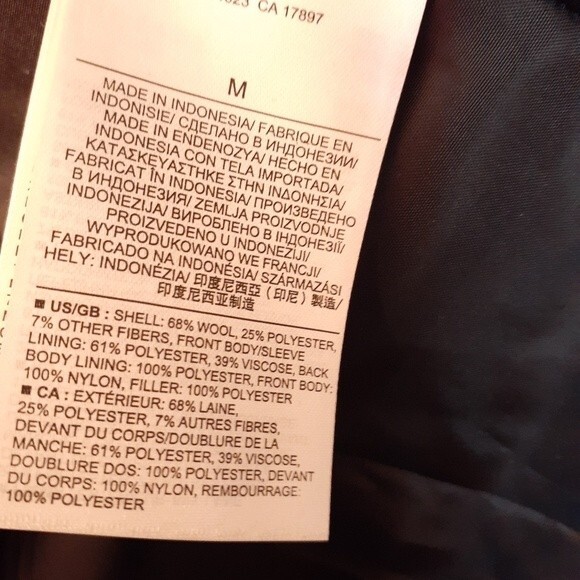 CA 17897
M
MADE IN INDONESIA/ FABRIQUE EN
INDONISIE/ СДЕЛАНО В ИНДОНЕЗИИ/
MADE IN ENDENOZYA/ HECHO EN
INDONESIA CON TELA IMPORTADA/
ΚΑΤΑΣΚΕΥΑΣΤΗΚΕ ΣΤΗΝ ΙΝΔΟΝΗΣΙΑ/
FABRICAT ÎN INDONESIA/ ПРОИЗВЕДЕНО
В ИНДОНЕЗИЯ/ ZEMLJA PROIZVODNJE
INDONEZIJA/ ВИРОБЛЕНО В ІНДОНЕЗІЇ/
PROIZVEDENO U INDONEZIJI/
WYPRODUKOWANO WE FRANCJI/
FABRICADO NA INDONÉSIA/ SZÁRMAZÁSI
HELY: INDONÉZIA/ 印度尼西亞（印尼）製造/
印度尼西亚制造
US/GB : SHELL: 68% WOOL, 25% POLYESTER,
7% OTHER FIBERS, FRONT BODY/SLEEVE
LINING: 61% POLYESTER, 39% VISCOSE, BACK
BODY LINING: 100% POLYESTER, FRONT BODY:
100% NYLON, FILLER: 100% POLYESTER
CA : EXTÉRIEUR: 68% LAINE,
25% POLYESTER, 7% AUTRES FIBRES,
DEVANT DU CORPS/DOUBLURE DE LA
MANCHE: 61% POLYESTER, 39% VISCOSE,
DOUBLURE DOS: 100% POLYESTER, DEVANT
DU CORPS: 100% NYLON, REMBOURRAGE:
100% POLYESTER